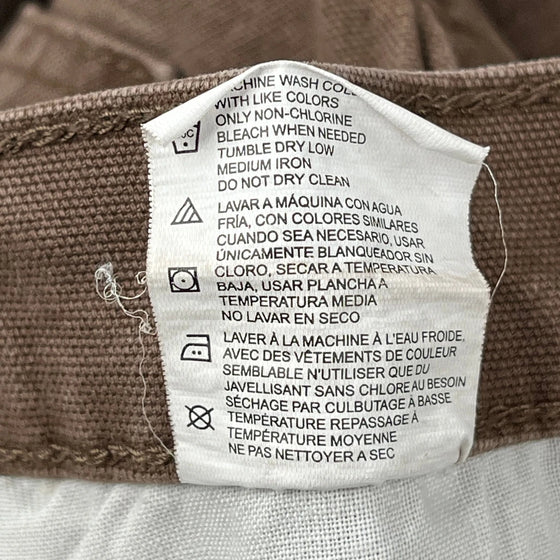 MACHINE WASH COLD
WITH LIKE COLORS
ONLY NON-CHLORINE
BLEACH WHEN NEEDED
TUMBLE DRY LOW
MEDIUM IRON
DO NOT DRY CLEAN
LAVAR A MÁQUINA CON AGUA
FRÍA, CON COLORES SIMILARES
CUANDO SEA NECESARIO, USAR
ÚNICAMENTE BLANQUEADOR SIN
CLORO, SECAR A TEMPERATURA
BAJA, USAR PLANCHA A
TEMPERATURA MEDIA
NO LAVAR EN SECO
LAVER À LA MACHINE À L'EAU FROIDE,
AVEC DES VÊTEMENTS DE COULEUR
SEMBLABLE N'UTILISER QUE DU
JAVELLISANT SANS CHLORE AU BESOIN
SÉCHAGE PAR CULBUTAGE À BASSE
TEMPÉRATURE REPASSAGE À
TEMPÉRATURE MOYENNE
NE PAS NETTOYER A SEC